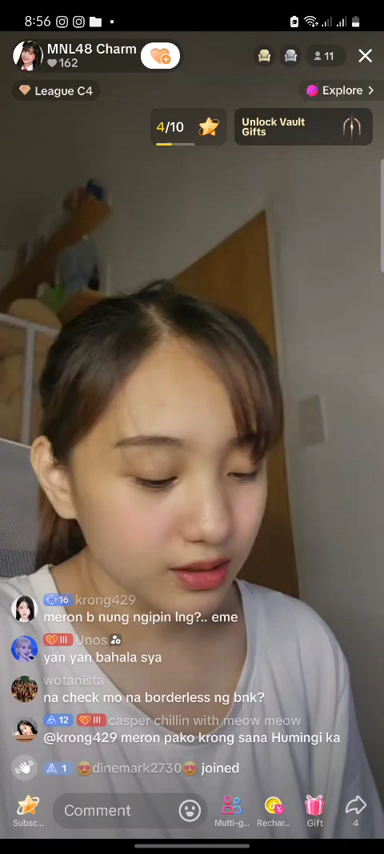 8:56
MNL48 Charm
162
11
League C4
Explore >
4/10
Unlock Vault
Gifts
16 krong429
meron b nung ngipin lng?.. eme
III Unos
yan yan bahala sya
wotanista
na check mo na borderless ng bnk?
12 III casper chillin with meow meow
@krong429 meron pako krong sana Humingi ka
1 😍dinemark2730😍 joined
Comment
Subsc...
Multi-g...
Rechar...
Gift
4